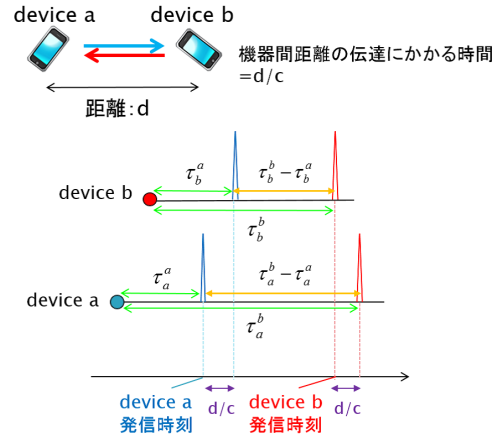 device a
device b
機器間距離の伝達にかかる時間
=d/c
距離：d
τ_b^a
τ_b^b − τ_b^a
device b
τ_b^b
τ_a^a
τ_a^b − τ_a^a
device a
τ_a^b
device a
発信時刻
d/c
device b
発信時刻
d/c